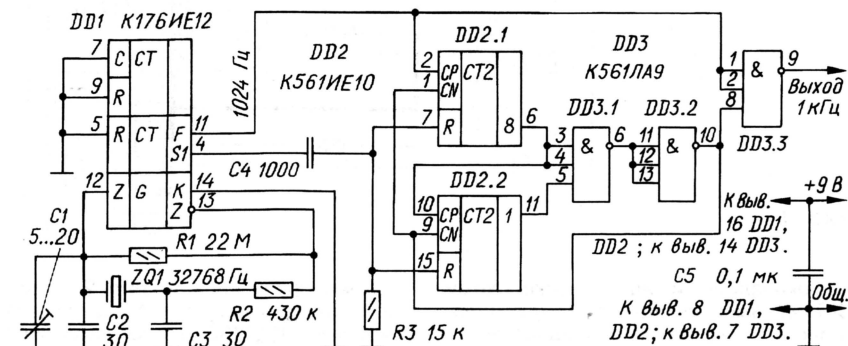 DD1 К176ИЕ12
7 C CT
9 R
5 R CT F 11
S1 4
12 Z G K 14
Z 13
1024 Гц
DD2
К561ИЕ10
C4 1000
DD2.1
2 CP CT2
1 CN
7 R 8 6
DD2.2
10 CP CT2 1 11
9 CN
15 R
DD3
К561ЛА9
DD3.1
3 & 6
4
5
DD3.2
11 & 10
12
13
1 & 9
2
8
DD3.3
Выход
1 кГц
C1
5...20
R1 22 М
ZQ1 32768 Гц
R2 430 к
C2
30
C3 30
R3 15 к
+9 В
К выв.
16 DD1,
DD2; к выв. 14 DD3.
C5 0,1 мк
Общ.
К выв. 8 DD1,
DD2; к выв. 7 DD3.